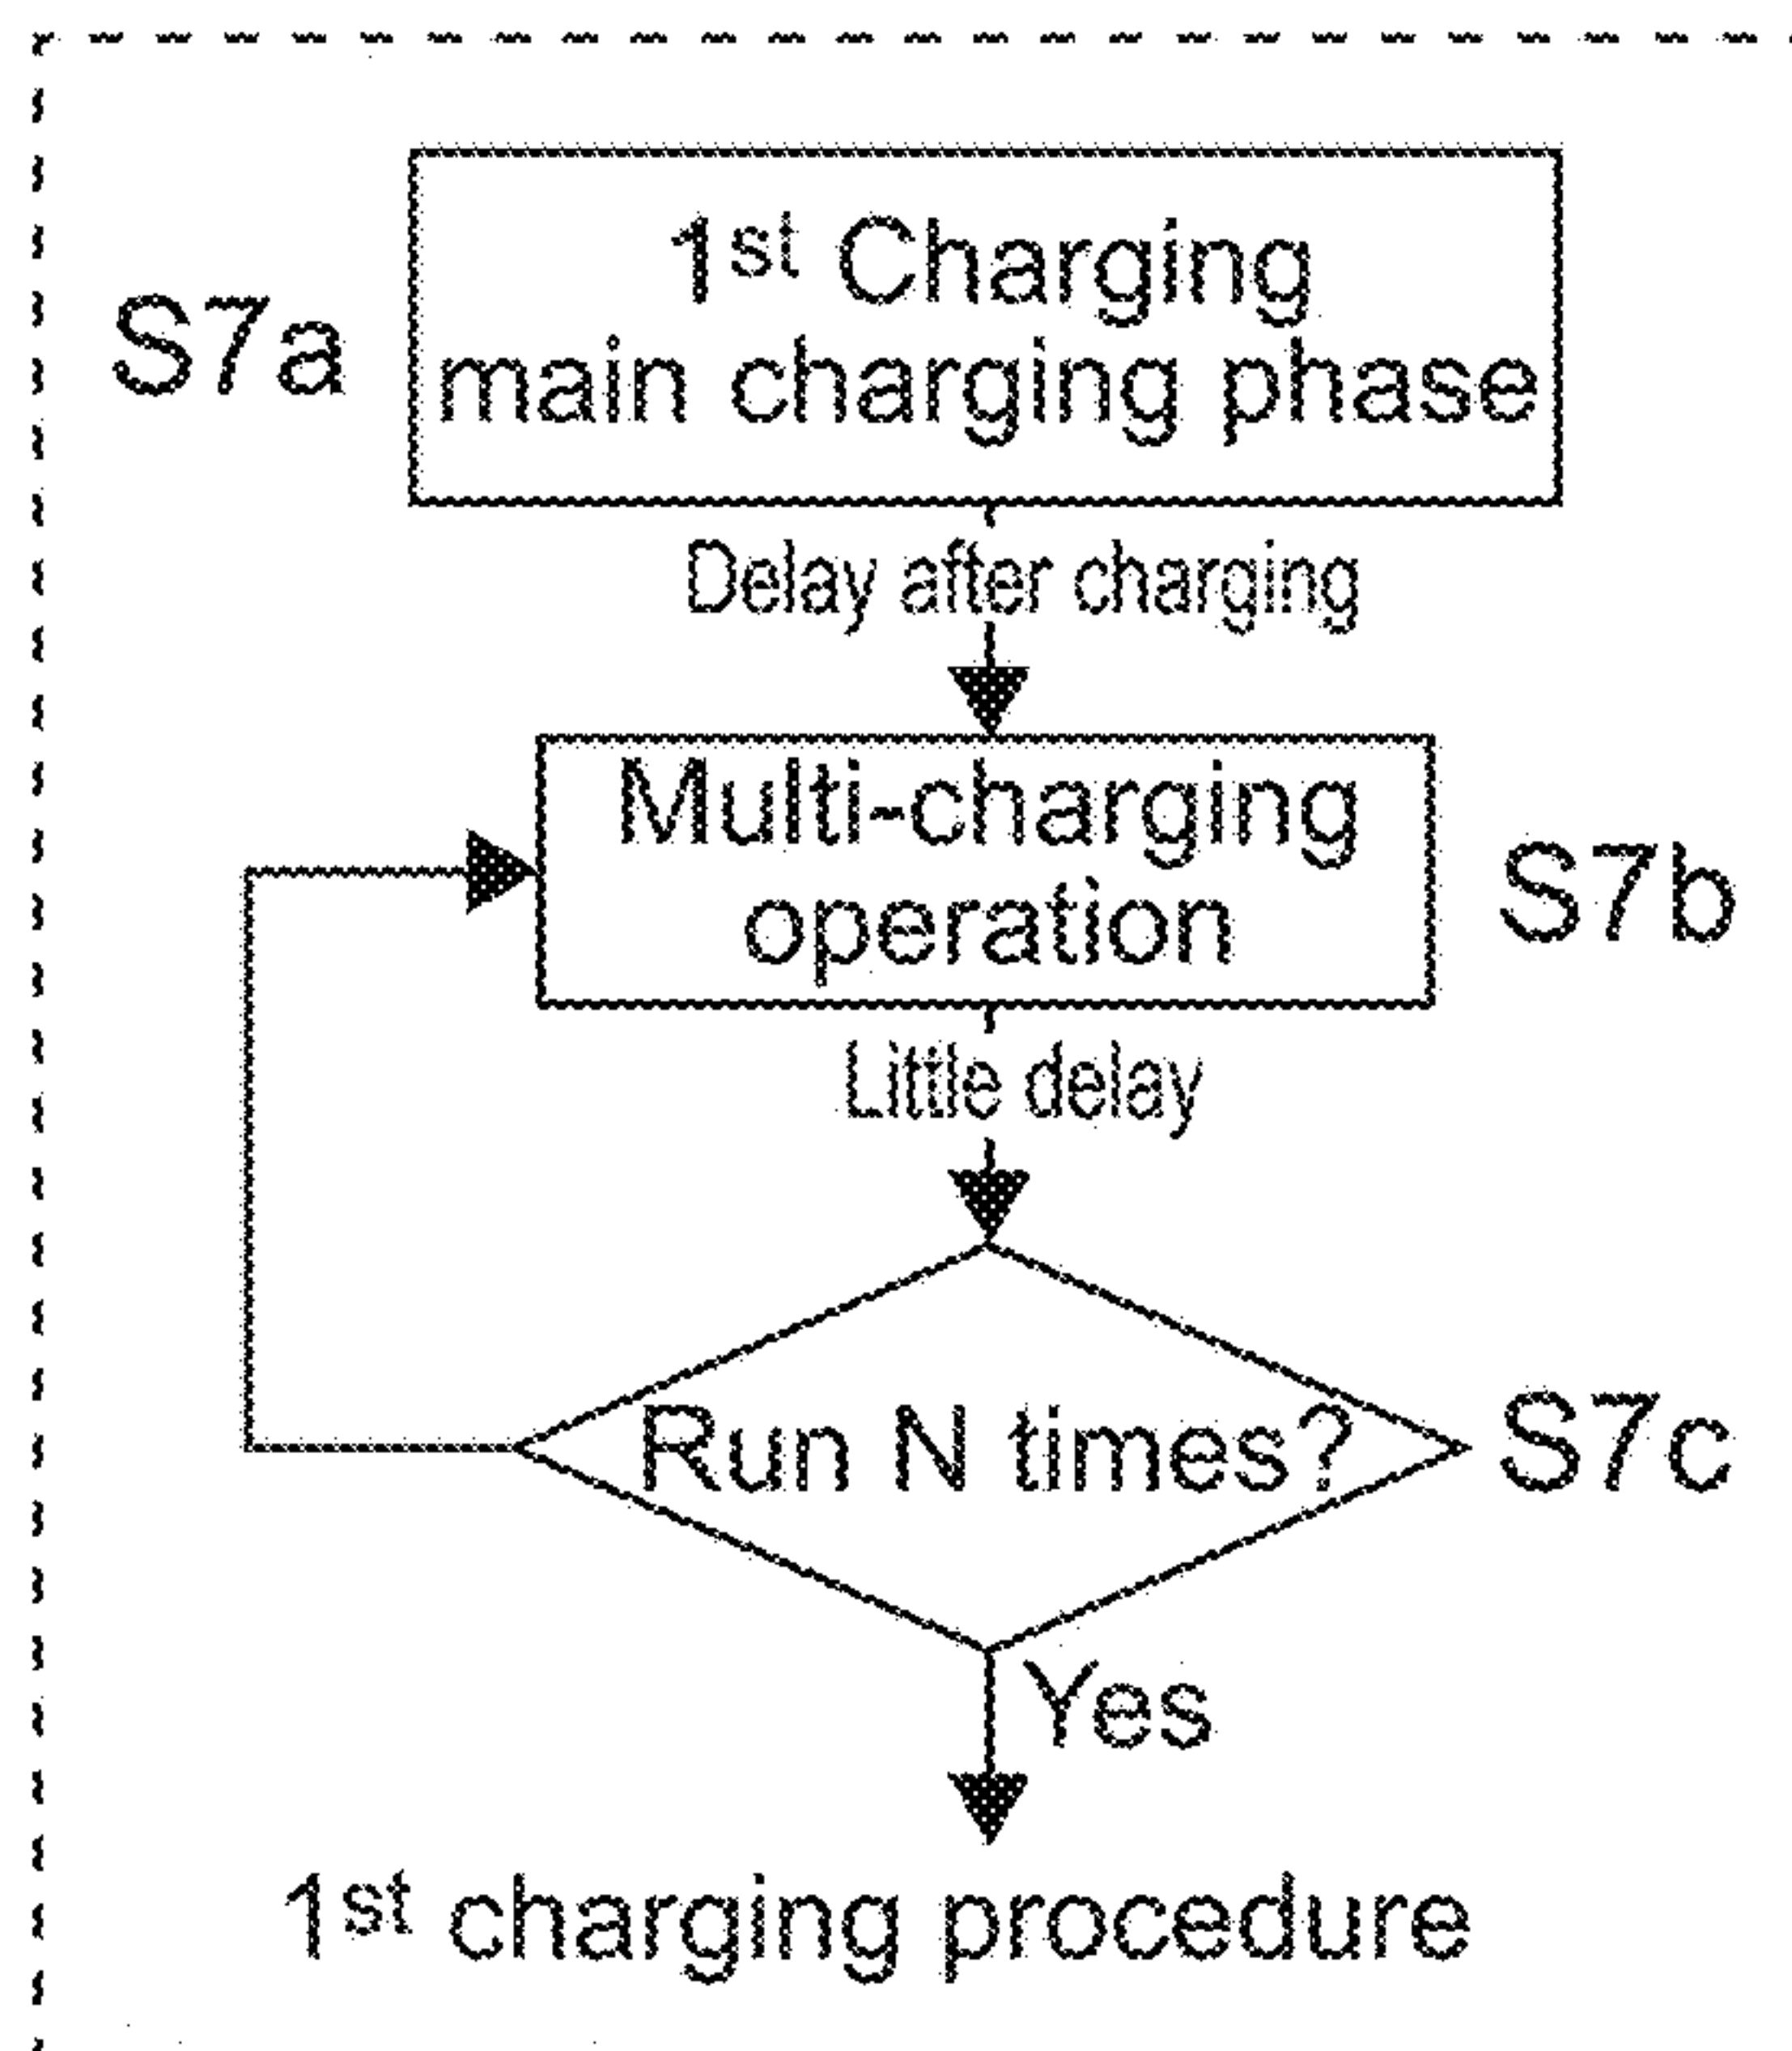 1st Charging
S7a
main charging phase
Delay after charging
Multi-charging
operation
S7b
Little delay
Run N times?
S7c
Yes
1st charging procedure